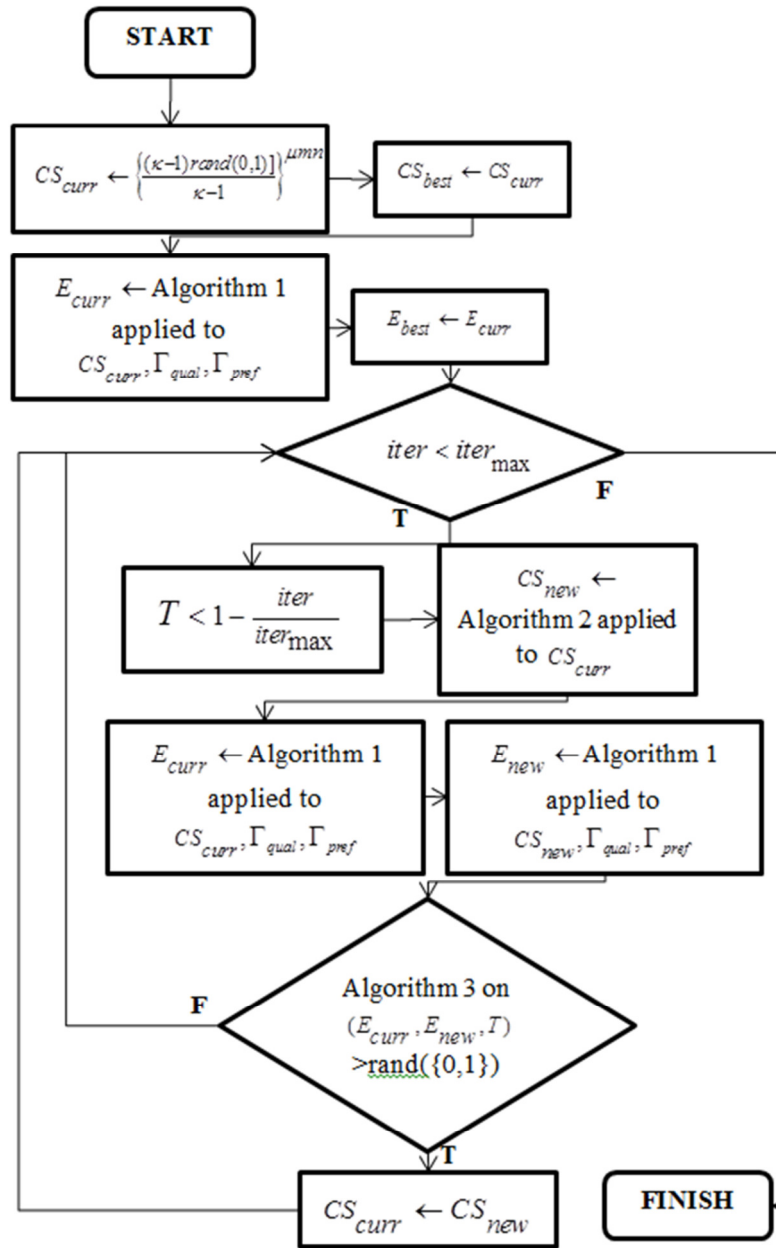 START
CS_curr ← {(κ−1)rand(0,1)]/κ−1}^μmn
CS_best ← CS_curr
E_curr ← Algorithm 1
applied to
CS_curr, Γ_qual, Γ_pref
E_best ← E_curr
iter < iter_max
T
F
T < 1 − iter/iter_max
CS_new ←
Algorithm 2 applied
to CS_curr
E_curr ← Algorithm 1
applied to
CS_curr, Γ_qual, Γ_pref
E_new ← Algorithm 1
applied to
CS_new, Γ_qual, Γ_pref
F
Algorithm 3 on
(E_curr, E_new, T)
>rand({0,1})
T
CS_curr ← CS_new
FINISH